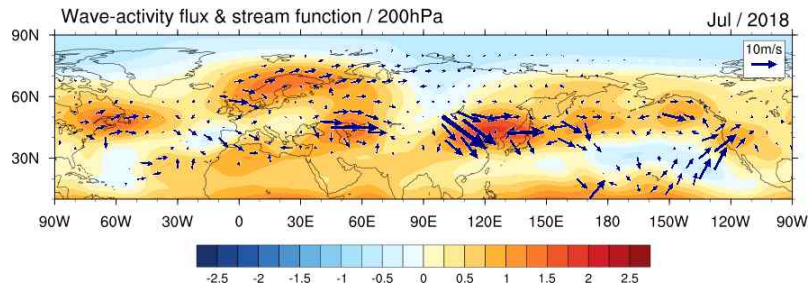 Wave-activity flux & stream function / 200hPa Jul / 2018
90N
10m/s
60N
30N
90W 60W 30W 0 30E 60E 90E 120E 150E 180 150W 120W 90W
-2.5 -2 -1.5 -1 -0.5 0 0.5 1 1.5 2 2.5